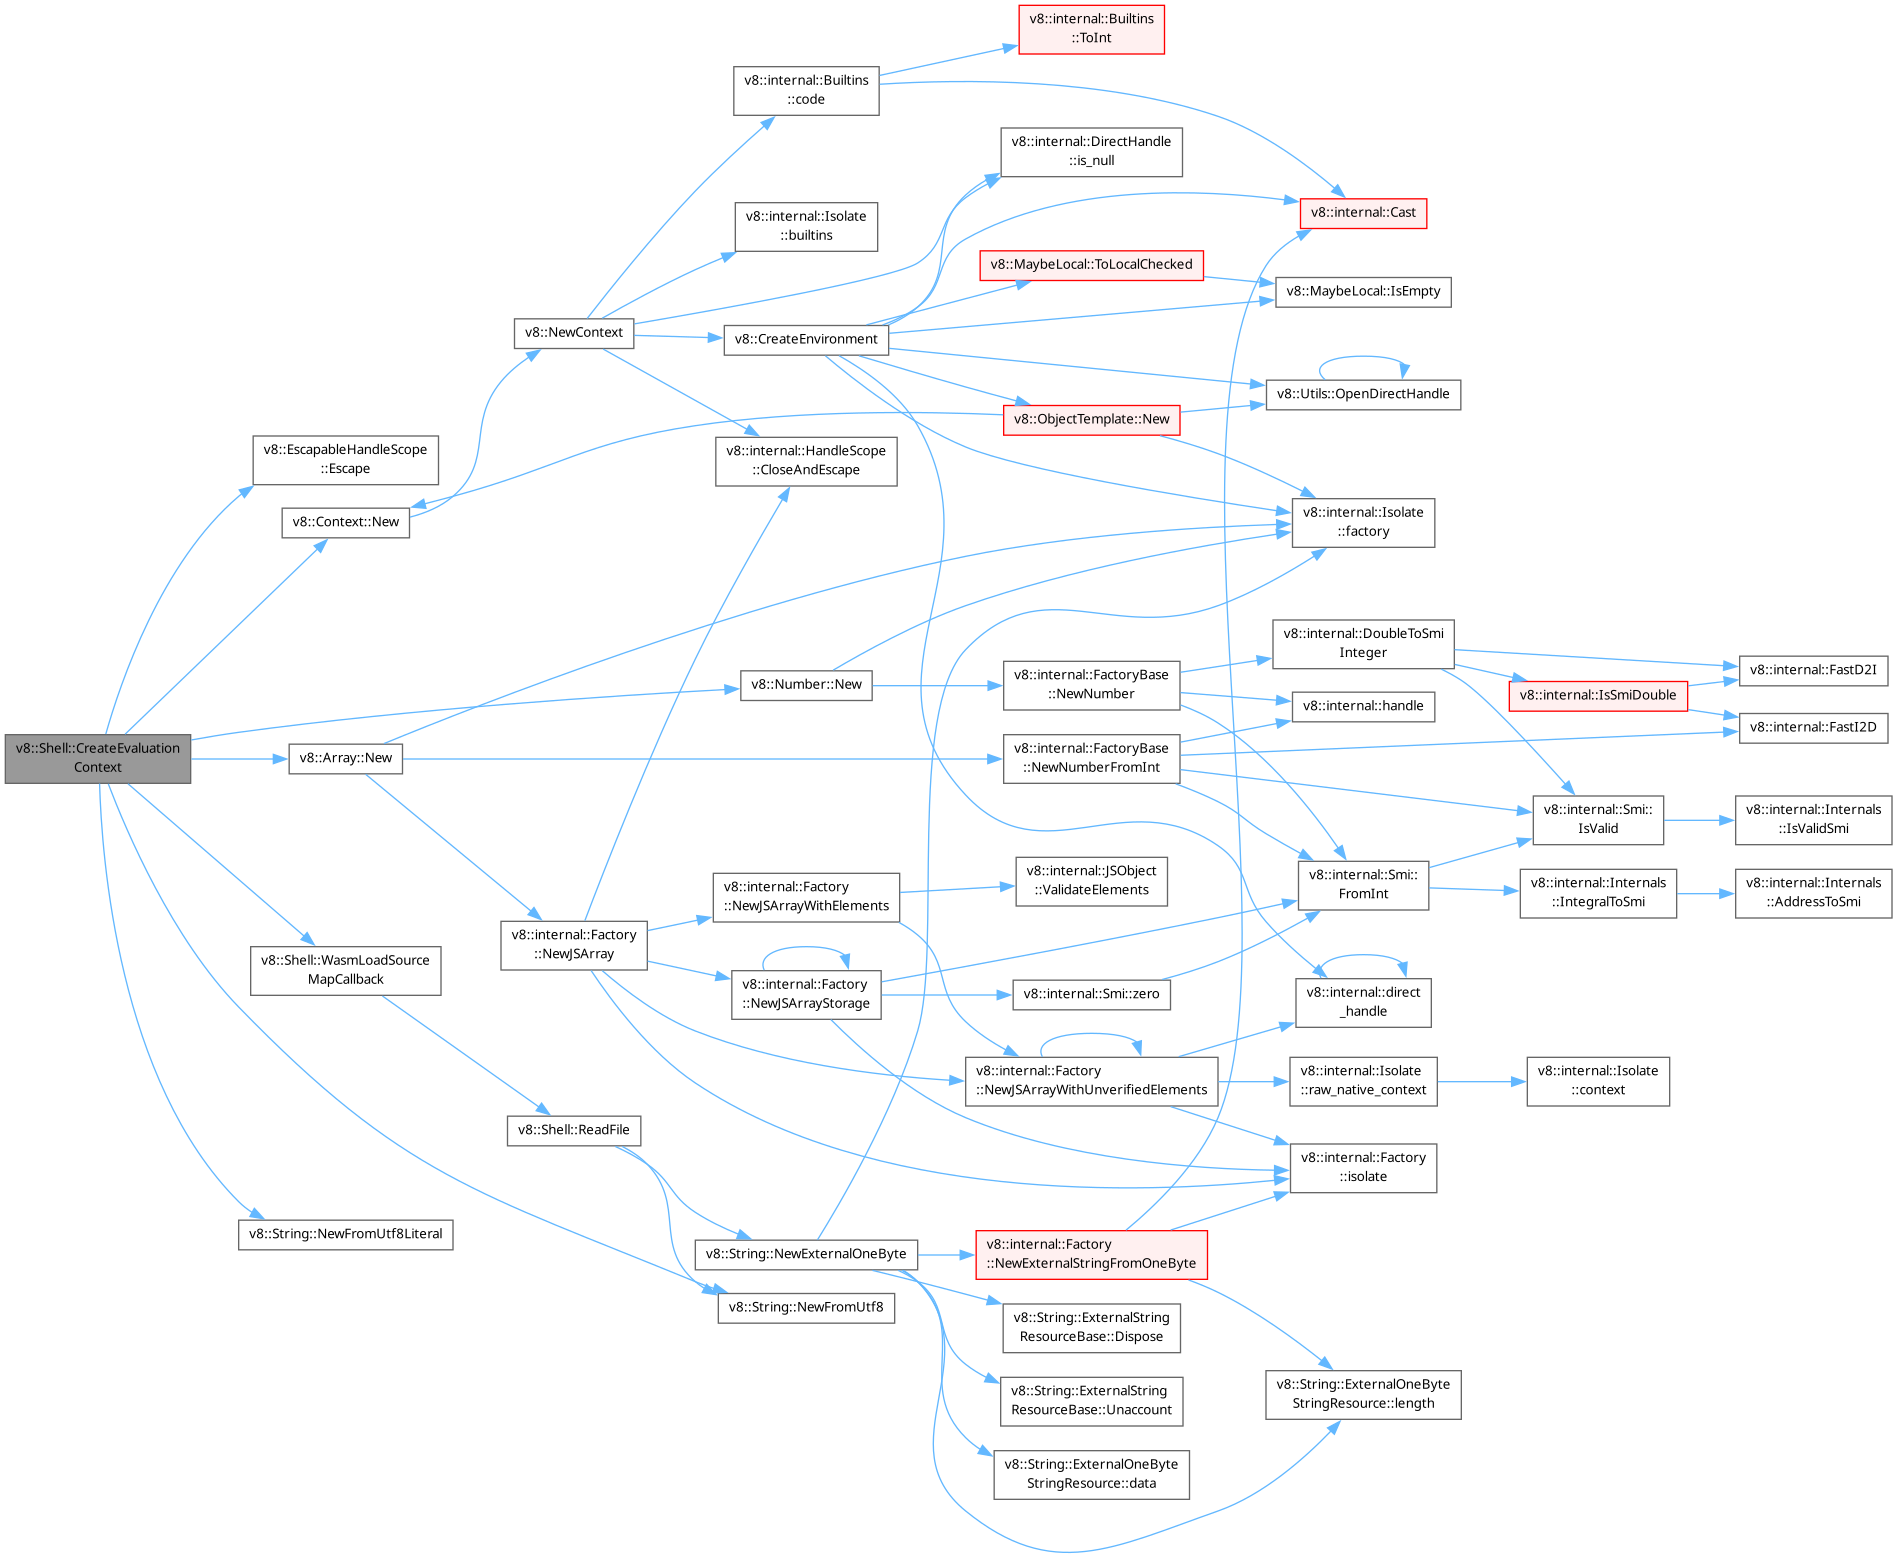 v8::Shell::CreateEvaluation
Context
v8::EscapableHandleScope
::Escape
v8::Context::New
v8::Array::New
v8::Shell::WasmLoadSource
MapCallback
v8::String::NewFromUtf8Literal
v8::NewContext
v8::internal::Factory
::NewJSArray
v8::Shell::ReadFile
v8::internal::Builtins
::code
v8::internal::Isolate
::builtins
v8::CreateEnvironment
v8::internal::HandleScope
::CloseAndEscape
v8::Number::New
v8::internal::Factory
::NewJSArrayWithElements
v8::internal::Factory
::NewJSArrayStorage
v8::String::NewExternalOneByte
v8::String::NewFromUtf8
v8::internal::Builtins
::ToInt
v8::internal::DirectHandle
::is_null
v8::MaybeLocal::ToLocalChecked
v8::ObjectTemplate::New
v8::internal::FactoryBase
::NewNumber
v8::internal::FactoryBase
::NewNumberFromInt
v8::internal::JSObject
::ValidateElements
v8::internal::Smi::zero
v8::internal::Factory
::NewJSArrayWithUnverifiedElements
v8::internal::Factory
::NewExternalStringFromOneByte
v8::String::ExternalString
ResourceBase::Dispose
v8::String::ExternalString
ResourceBase::Unaccount
v8::String::ExternalOneByte
StringResource::data
v8::internal::Cast
v8::MaybeLocal::IsEmpty
v8::Utils::OpenDirectHandle
v8::internal::Isolate
::factory
v8::internal::DoubleToSmi
Integer
v8::internal::handle
v8::internal::Smi::
FromInt
v8::internal::direct
_handle
v8::internal::Isolate
::raw_native_context
v8::internal::Factory
::isolate
v8::String::ExternalOneByte
StringResource::length
v8::internal::IsSmiDouble
v8::internal::Smi::
IsValid
v8::internal::Internals
::IntegralToSmi
v8::internal::Isolate
::context
v8::internal::FastD2I
v8::internal::FastI2D
v8::internal::Internals
::IsValidSmi
v8::internal::Internals
::AddressToSmi